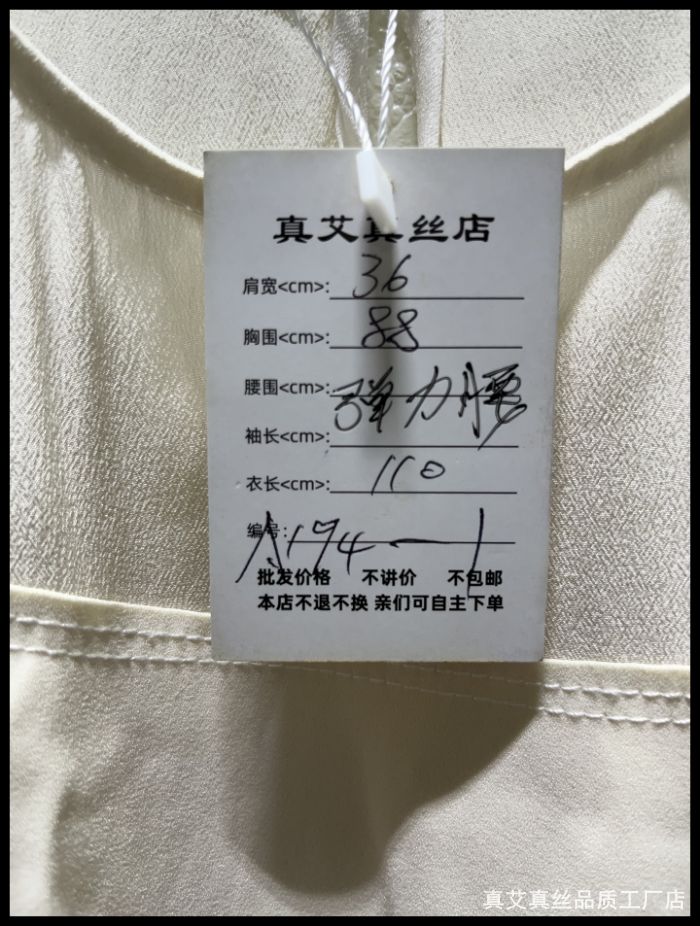 真艾真丝店
肩宽<cm>: 36
胸围<cm>: 88
腰围<cm>: 弹力腰
袖长<cm>:
衣长<cm>: 110
编号: A194-1
批发价格 不讲价 不包邮
本店不退不换 亲们可自主下单
真艾真丝品质工厂店